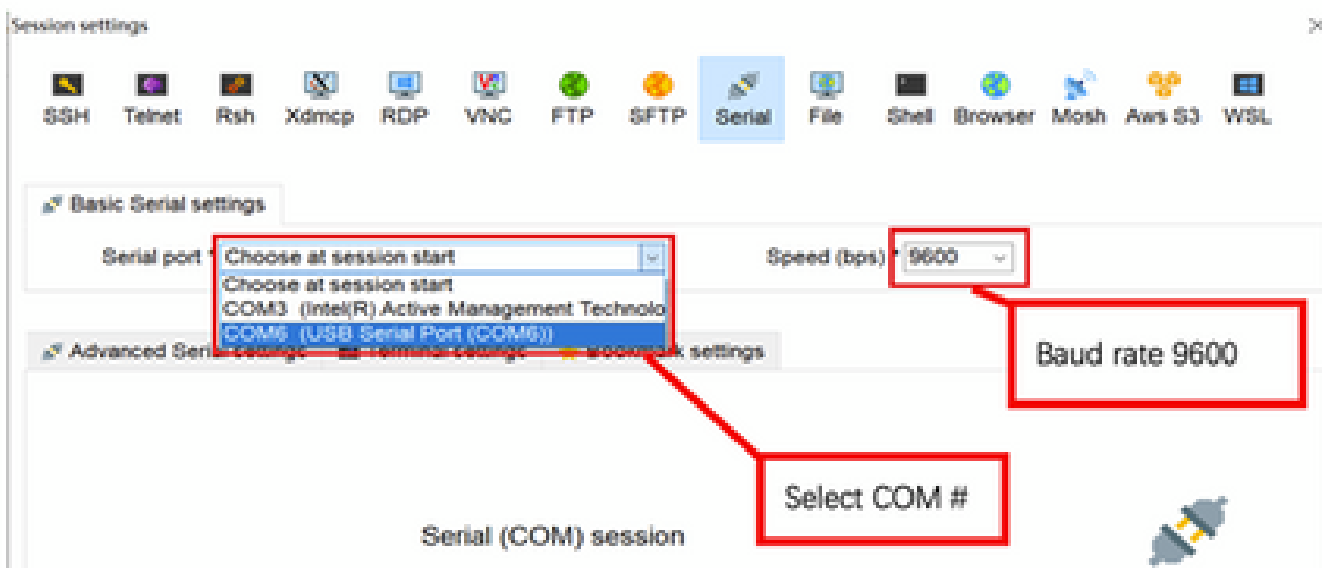 Session settings
SSH Telnet Rsh Xdmcp RDP VNC FTP SFTP Serial File Shell Browser Mosh Aws S3 WSL
Basic Serial settings
Serial port * Choose at session start Speed (bps) * 9600
Choose at session start
COM3 (Intel(R) Active Management Technolo
COM6 (USB Serial Port (COM6))
Advanced Serial settings Terminal settings Bookmark settings
Baud rate 9600
Select COM #
Serial (COM) session